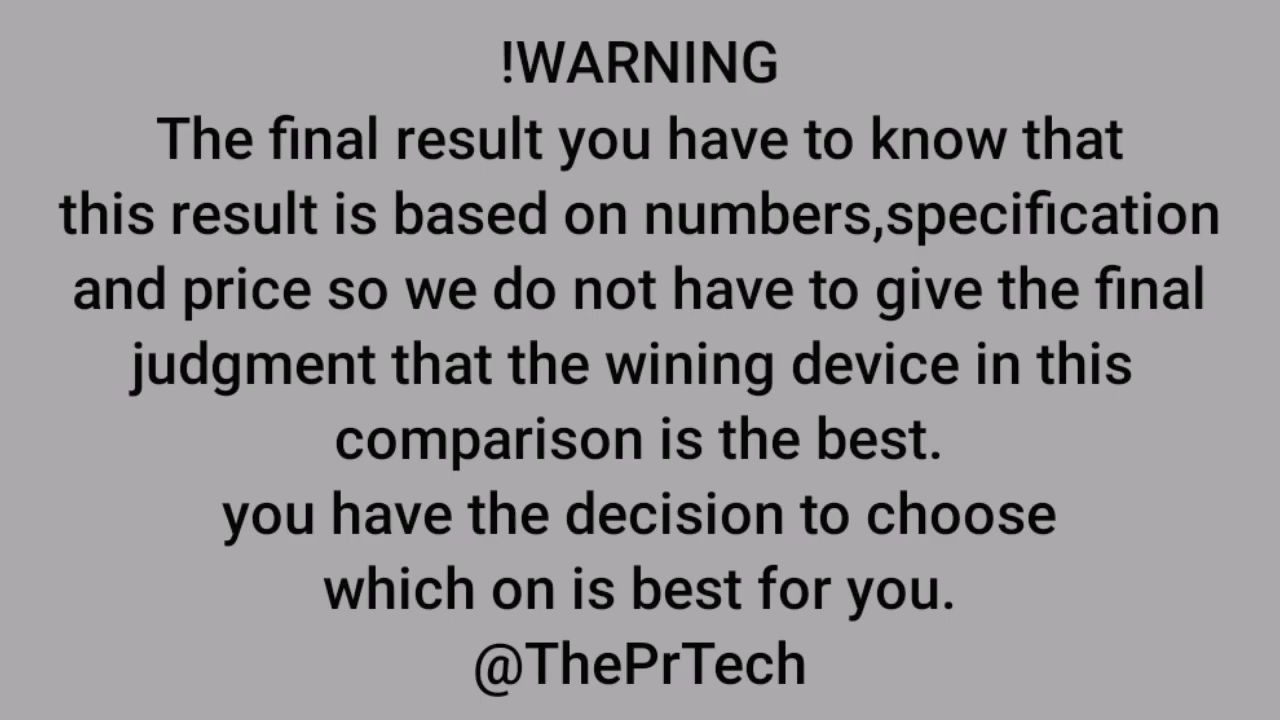 !WARNING
The final result you have to know that
this result is based on numbers,specification
and price so we do not have to give the final
judgment that the wining device in this
comparison is the best.
you have the decision to choose
which on is best for you.
@ThePrTech